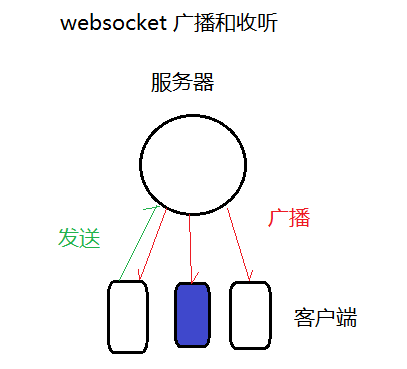 websocket 广播和收听
服务器
发送
广播
客户端